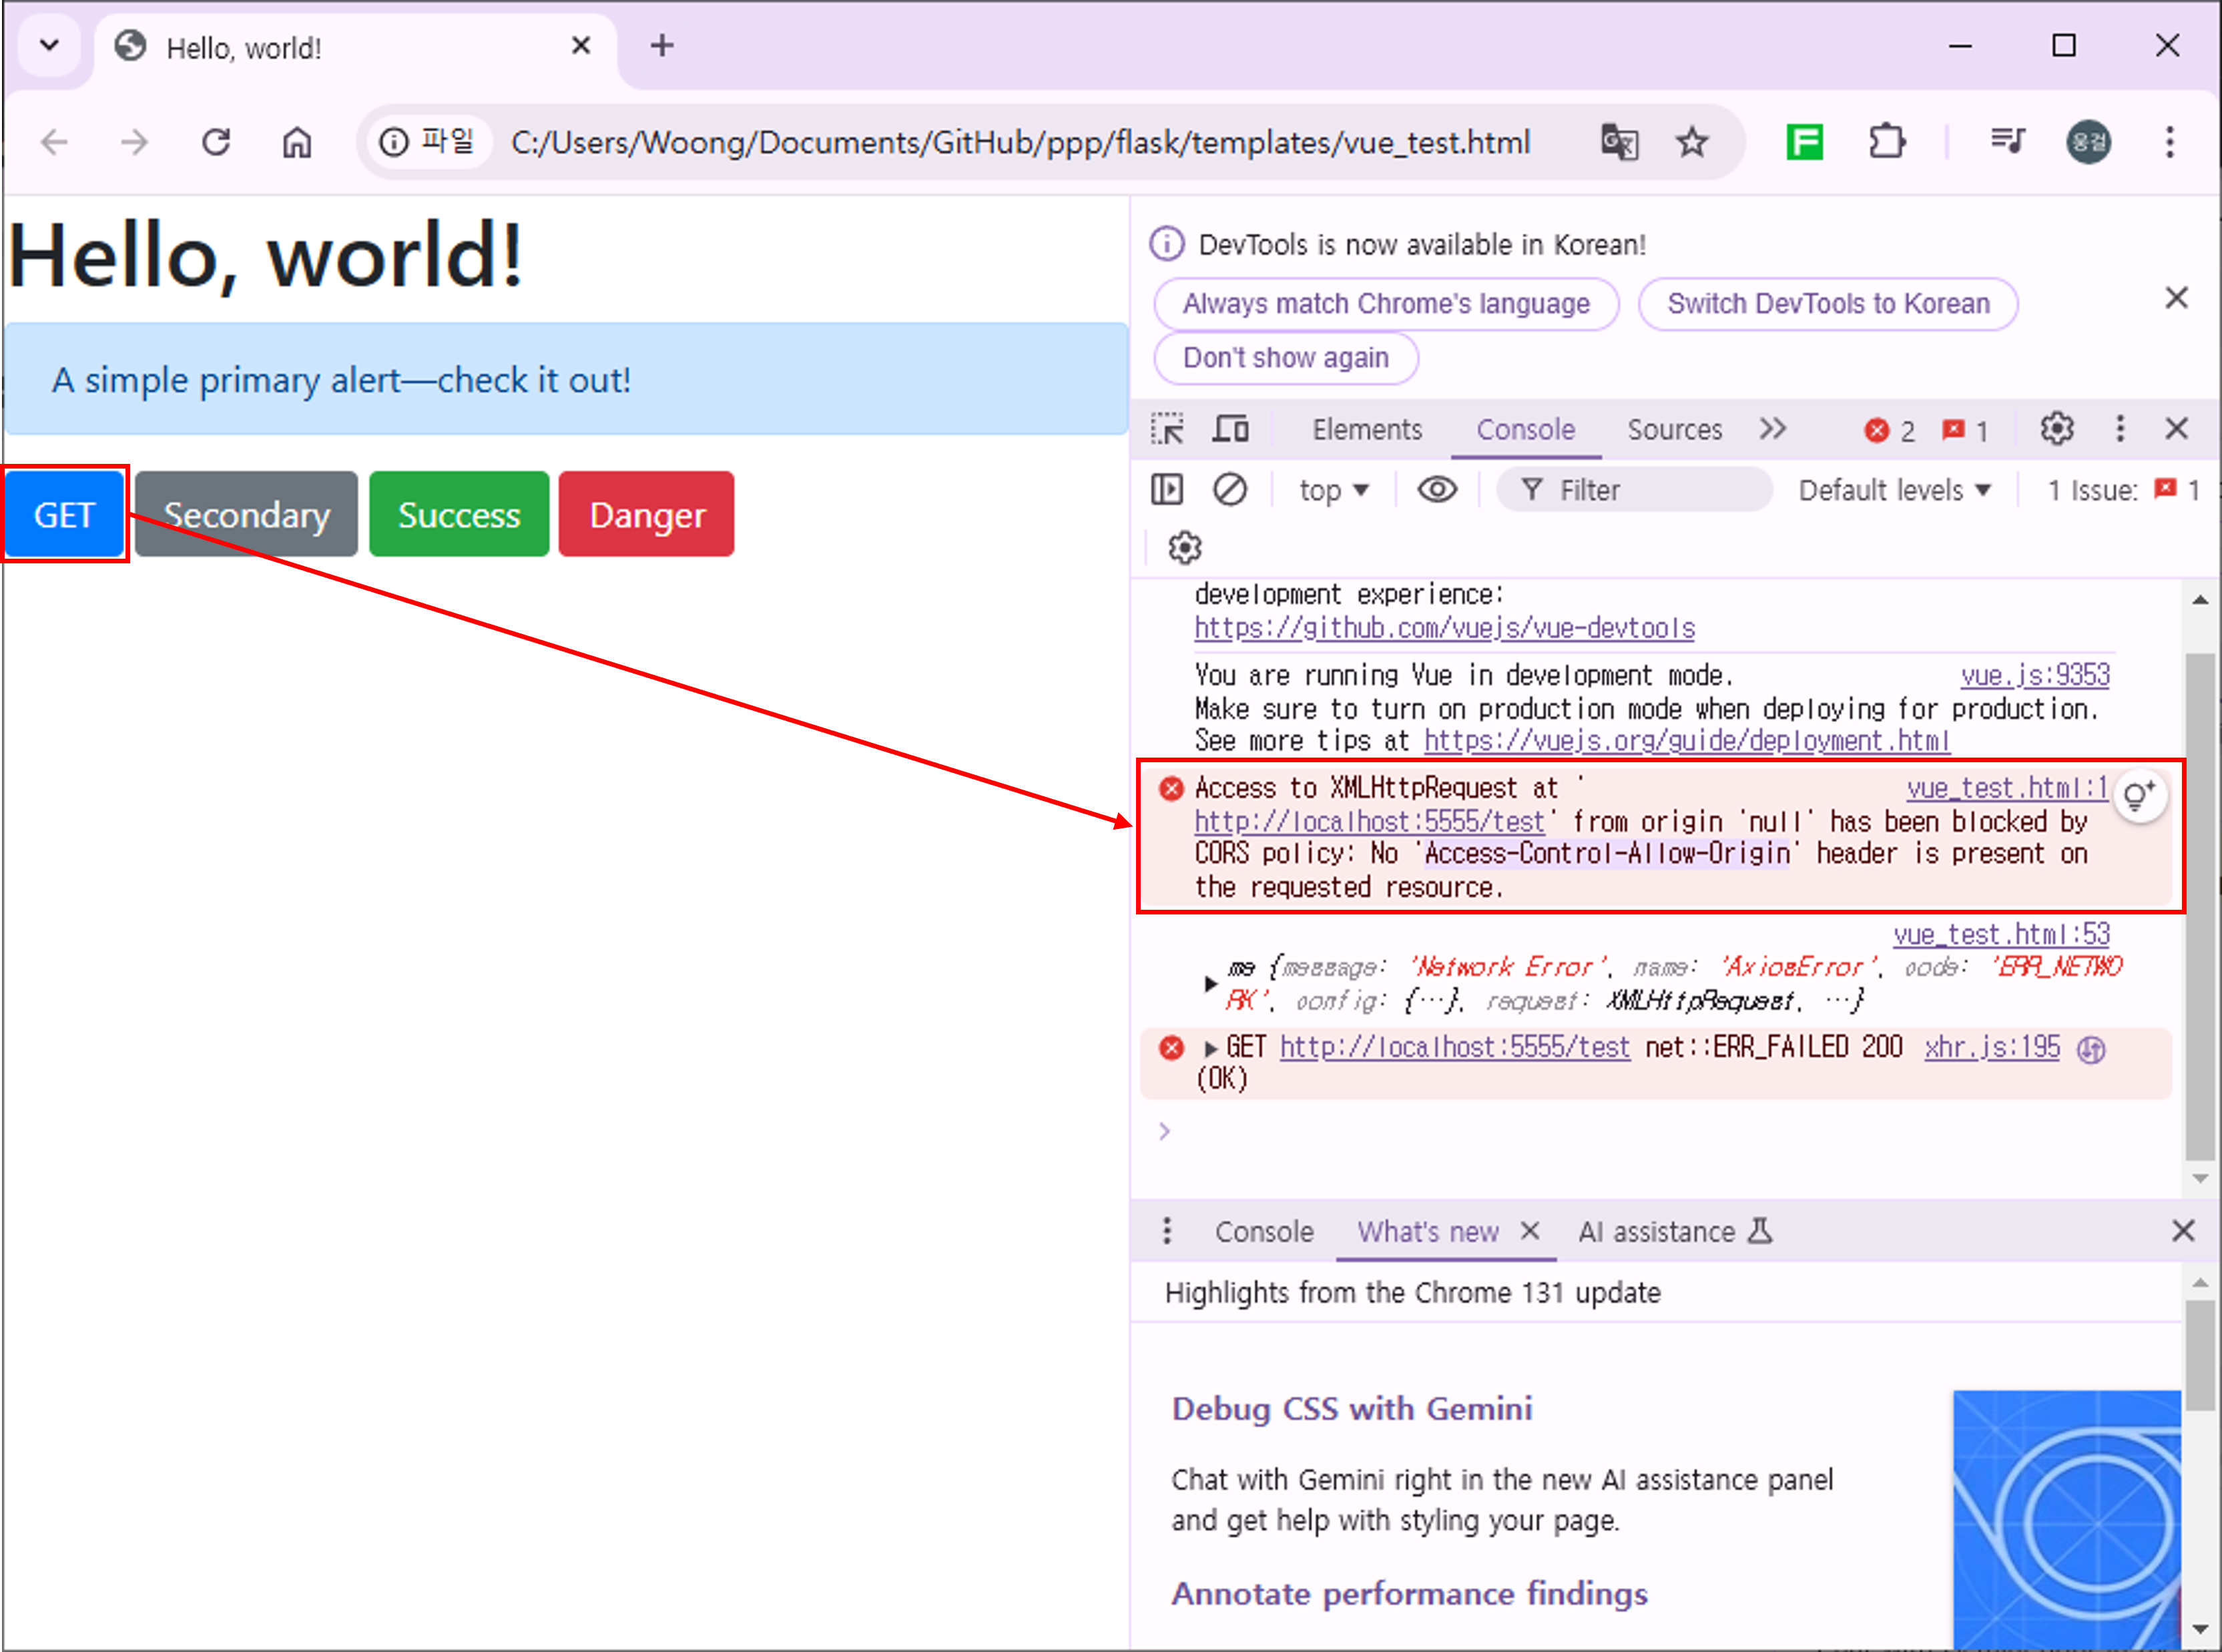 Hello, world!
파일 C:/Users/Woong/Documents/GitHub/ppp/flask/templates/vue_test.html
웅걸
Hello, world!
A simple primary alert—check it out!
GET Secondary Success Danger
DevTools is now available in Korean!
Always match Chrome's language Switch DevTools to Korean
Don't show again
Elements Console Sources 2 1
top Filter Default levels 1 Issue: 1
development experience:
https://github.com/vuejs/vue-devtools
You are running Vue in development mode. vue.js:9353
Make sure to turn on production mode when deploying for production.
See more tips at https://vuejs.org/guide/deployment.html
Access to XMLHttpRequest at ' vue_test.html:1
http://localhost:5555/test' from origin 'null' has been blocked by
CORS policy: No 'Access-Control-Allow-Origin' header is present on
the requested resource.
vue_test.html:53
me {message: 'Network Error', name: 'AxiosError', code: 'ERR_NETWO
RK', config: {…}, request: XMLHttpRequest, …}
GET http://localhost:5555/test net::ERR_FAILED 200 xhr.js:195
(OK)
Console What's new AI assistance
Highlights from the Chrome 131 update
Debug CSS with Gemini
Chat with Gemini right in the new AI assistance panel
and get help with styling your page.
Annotate performance findings